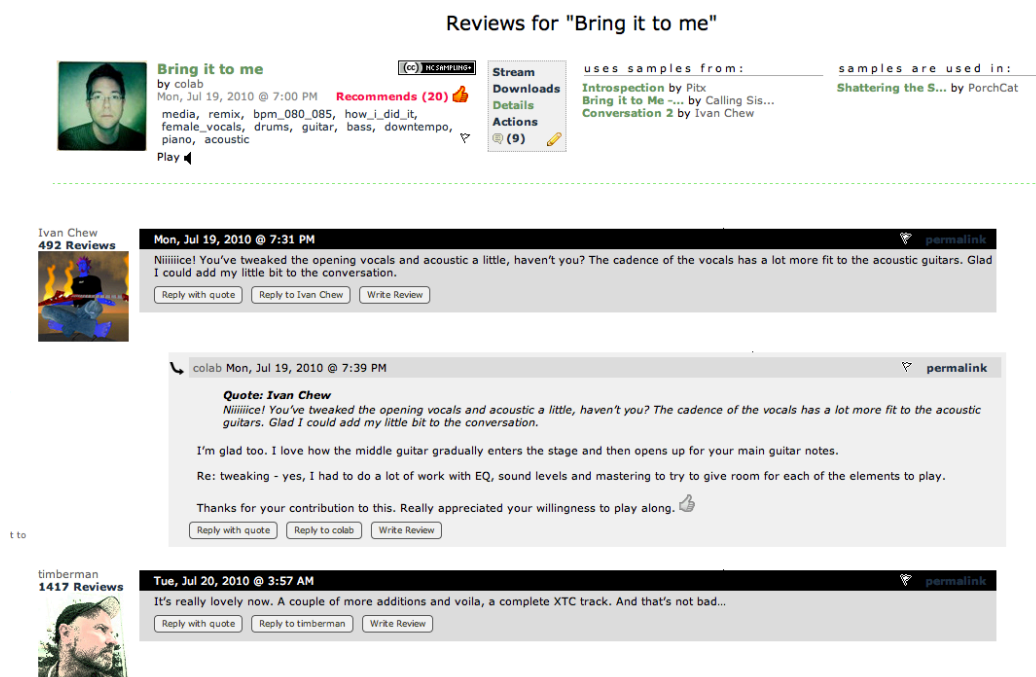 Reviews for "Bring it to me"
Bring it to me
by colab
Mon, Jul 19, 2010 @ 7:00 PM
Recommends (20)
(cc) NC SAMPLING+
media, remix, bpm_080_085, how_i_did_it,
female_vocals, drums, guitar, bass, downtempo,
piano, acoustic
Play
Stream
Downloads
Details
Actions
(9)
uses samples from:
Introspection by Pitx
Bring it to Me -... by Calling Sis...
Conversation 2 by Ivan Chew
samples are used in:
Shattering the S... by PorchCat
Ivan Chew
492 Reviews
Mon, Jul 19, 2010 @ 7:31 PM
permalink
Niiiiiice! You've tweaked the opening vocals and acoustic a little, haven't you? The cadence of the vocals has a lot more fit to the acoustic guitars. Glad
I could add my little bit to the conversation.
Reply with quote
Reply to Ivan Chew
Write Review
colab Mon, Jul 19, 2010 @ 7:39 PM
permalink
Quote: Ivan Chew
Niiiiiice! You've tweaked the opening vocals and acoustic a little, haven't you? The cadence of the vocals has a lot more fit to the acoustic
guitars. Glad I could add my little bit to the conversation.
I'm glad too. I love how the middle guitar gradually enters the stage and then opens up for your main guitar notes.
Re: tweaking - yes, I had to do a lot of work with EQ, sound levels and mastering to try to give room for each of the elements to play.
Thanks for your contribution to this. Really appreciated your willingness to play along.
Reply with quote
Reply to colab
Write Review
t to
timberman
1417 Reviews
Tue, Jul 20, 2010 @ 3:57 AM
permalink
It's really lovely now. A couple of more additions and voila, a complete XTC track. And that's not bad...
Reply with quote
Reply to timberman
Write Review